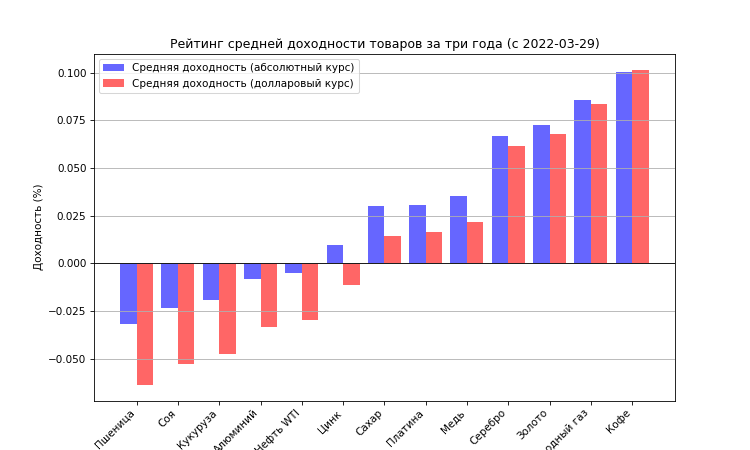 Рейтинг средней доходности товаров за три года (с 2022-03-29)
Средняя доходность (абсолютный курс)
Средняя доходность (долларовый курс)
Доходность (%)
0.100
0.075
0.050
0.025
0.000
−0.025
−0.050
Пшеница
Соя
Кукуруза
Алюминий
Нефть WTI
Цинк
Сахар
Платина
Медь
Серебро
Золото
газ
Кофе